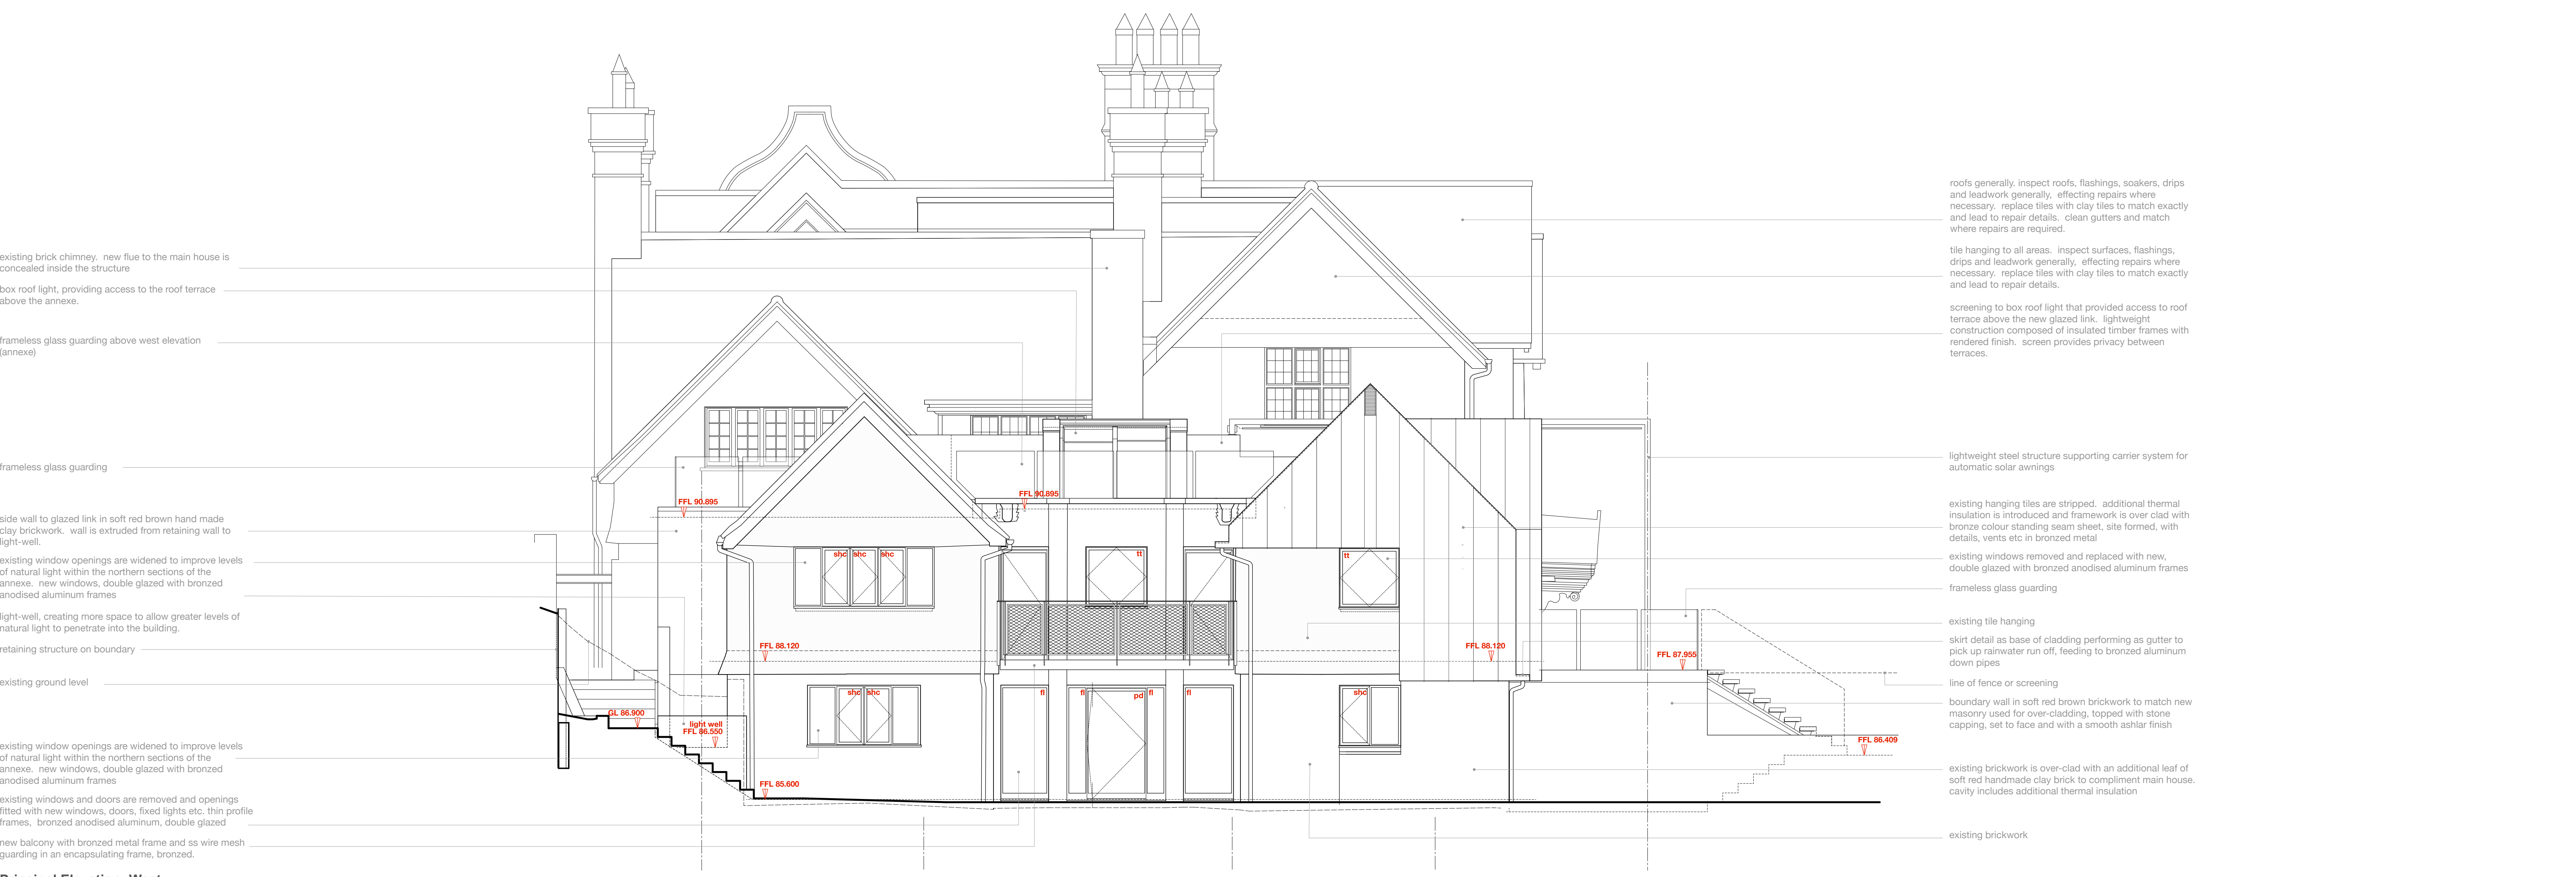 existing brick chimney. new flue to the main house is
concealed inside the structure
box roof light, providing access to the roof terrace
above the annexe.
frameless glass guarding above west elevation
(annexe)
frameless glass guarding
side wall to glazed link in soft red brown hand made
clay brickwork. wall is extruded from retaining wall to
light-well.
existing window openings are widened to improve levels
of natural light within the northern sections of the
annexe. new windows, double glazed with bronzed
anodised aluminum frames
light-well, creating more space to allow greater levels of
natural light to penetrate into the building.
retaining structure on boundary
existing ground level
existing window openings are widened to improve levels
of natural light within the northern sections of the
annexe. new windows, double glazed with bronzed
anodised aluminum frames
existing windows and doors are removed and openings
fitted with new windows, doors, fixed lights etc. thin profile
frames, bronzed anodised aluminum, double glazed
new balcony with bronzed metal frame and ss wire mesh
guarding in an encapsulating frame, bronzed.
FFL 90.895
FFL 90.895
shc shc shc
tt
tt
FFL 88.120
FFL 88.120
FFL 87.955
shc shc
fl
fl
pd
fl
fl
shc
GL 86.900
light well
FFL 86.550
FFL 86.409
FFL 85.600
roofs generally. inspect roofs, flashings, soakers, drips
and leadwork generally, effecting repairs where
necessary. replace tiles with clay tiles to match exactly
and lead to repair details. clean gutters and match
where repairs are required.
tile hanging to all areas. inspect surfaces, flashings,
drips and leadwork generally, effecting repairs where
necessary. replace tiles with clay tiles to match exactly
and lead to repair details.
screening to box roof light that provided access to roof
terrace above the new glazed link. lightweight
construction composed of insulated timber frames with
rendered finish. screen provides privacy between
terraces.
lightweight steel structure supporting carrier system for
automatic solar awnings
existing hanging tiles are stripped. additional thermal
insulation is introduced and framework is over clad with
bronze colour standing seam sheet, site formed, with
details, vents etc in bronzed metal
existing windows removed and replaced with new,
double glazed with bronzed anodised aluminum frames
frameless glass guarding
existing tile hanging
skirt detail as base of cladding performing as gutter to
pick up rainwater run off, feeding to bronzed aluminum
down pipes
line of fence or screening
boundary wall in soft red brown brickwork to match new
masonry used for over-cladding, topped with stone
capping, set to face and with a smooth ashlar finish
existing brickwork is over-clad with an additional leaf of
soft red handmade clay brick to compliment main house.
cavity includes additional thermal insulation
existing brickwork